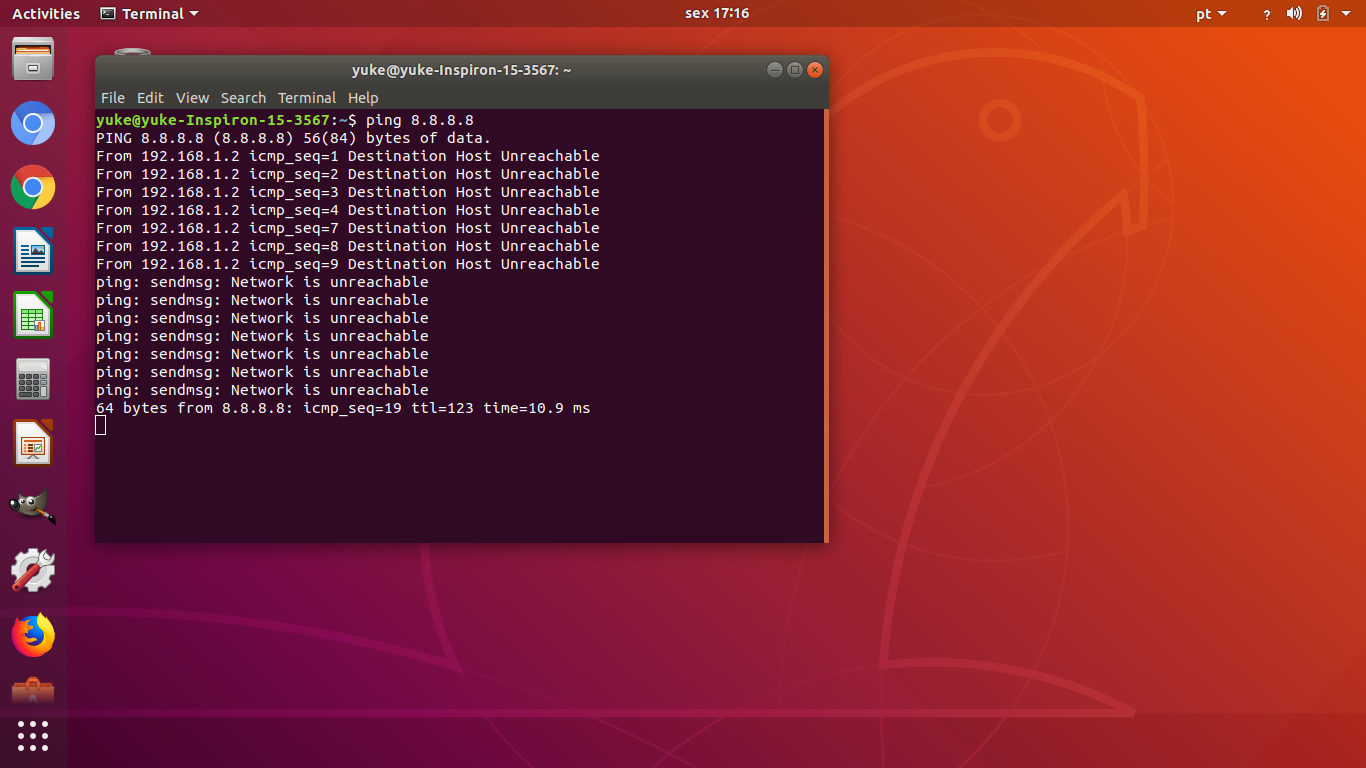 Activities Terminal sex 17:16 pt ?
yuke@yuke-Inspiron-15-3567: ~
File Edit View Search Terminal Help
yuke@yuke-Inspiron-15-3567:~$ ping 8.8.8.8
PING 8.8.8.8 (8.8.8.8) 56(84) bytes of data.
From 192.168.1.2 icmp_seq=1 Destination Host Unreachable
From 192.168.1.2 icmp_seq=2 Destination Host Unreachable
From 192.168.1.2 icmp_seq=3 Destination Host Unreachable
From 192.168.1.2 icmp_seq=4 Destination Host Unreachable
From 192.168.1.2 icmp_seq=7 Destination Host Unreachable
From 192.168.1.2 icmp_seq=8 Destination Host Unreachable
From 192.168.1.2 icmp_seq=9 Destination Host Unreachable
ping: sendmsg: Network is unreachable
ping: sendmsg: Network is unreachable
ping: sendmsg: Network is unreachable
ping: sendmsg: Network is unreachable
ping: sendmsg: Network is unreachable
ping: sendmsg: Network is unreachable
ping: sendmsg: Network is unreachable
64 bytes from 8.8.8.8: icmp_seq=19 ttl=123 time=10.9 ms